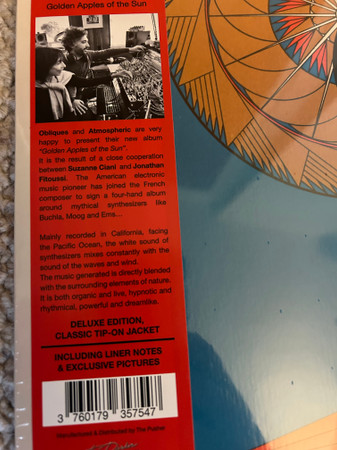 Golden Apples of the Sun
Obliques and Atmospheric are very
happy to present their new album
"Golden Apples of the Sun".
It is the result of a close cooperation
between Suzanne Ciani and Jonathan
Fitoussi. The American electronic
music pioneer has joined the French
composer to sign a four-hand album
around mythical synthesizers like
Buchla, Moog and Ems...
Mainly recorded in California, facing
the Pacific Ocean, the white sound of
synthesizers mixes constantly with the
sound of the waves and wind.
The music generated is directly blended
with the surrounding elements of nature.
It is both organic and live, hypnotic and
rhythmical, powerful and dreamlike.
DELUXE EDITION,
CLASSIC TIP-ON JACKET
INCLUDING LINER NOTES
& EXCLUSIVE PICTURES
3 760179 357547
Manufactured & Distributed by The Pusher